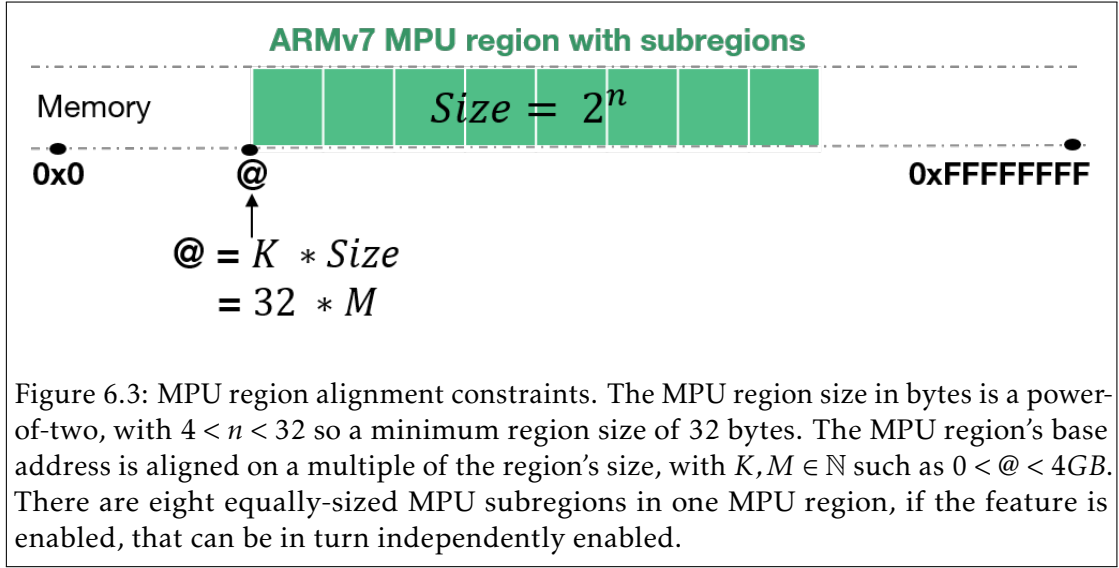 ARMv7 MPU region with subregions
Memory
Size = 2^n
0x0
@
0xFFFFFFFF
@ = K * Size
= 32 * M
Figure 6.3: MPU region alignment constraints. The MPU region size in bytes is a power-
of-two, with 4 < n < 32 so a minimum region size of 32 bytes. The MPU region's base
address is aligned on a multiple of the region's size, with K, M ∈ ℕ such as 0 < @ < 4GB.
There are eight equally-sized MPU subregions in one MPU region, if the feature is
enabled, that can be in turn independently enabled.